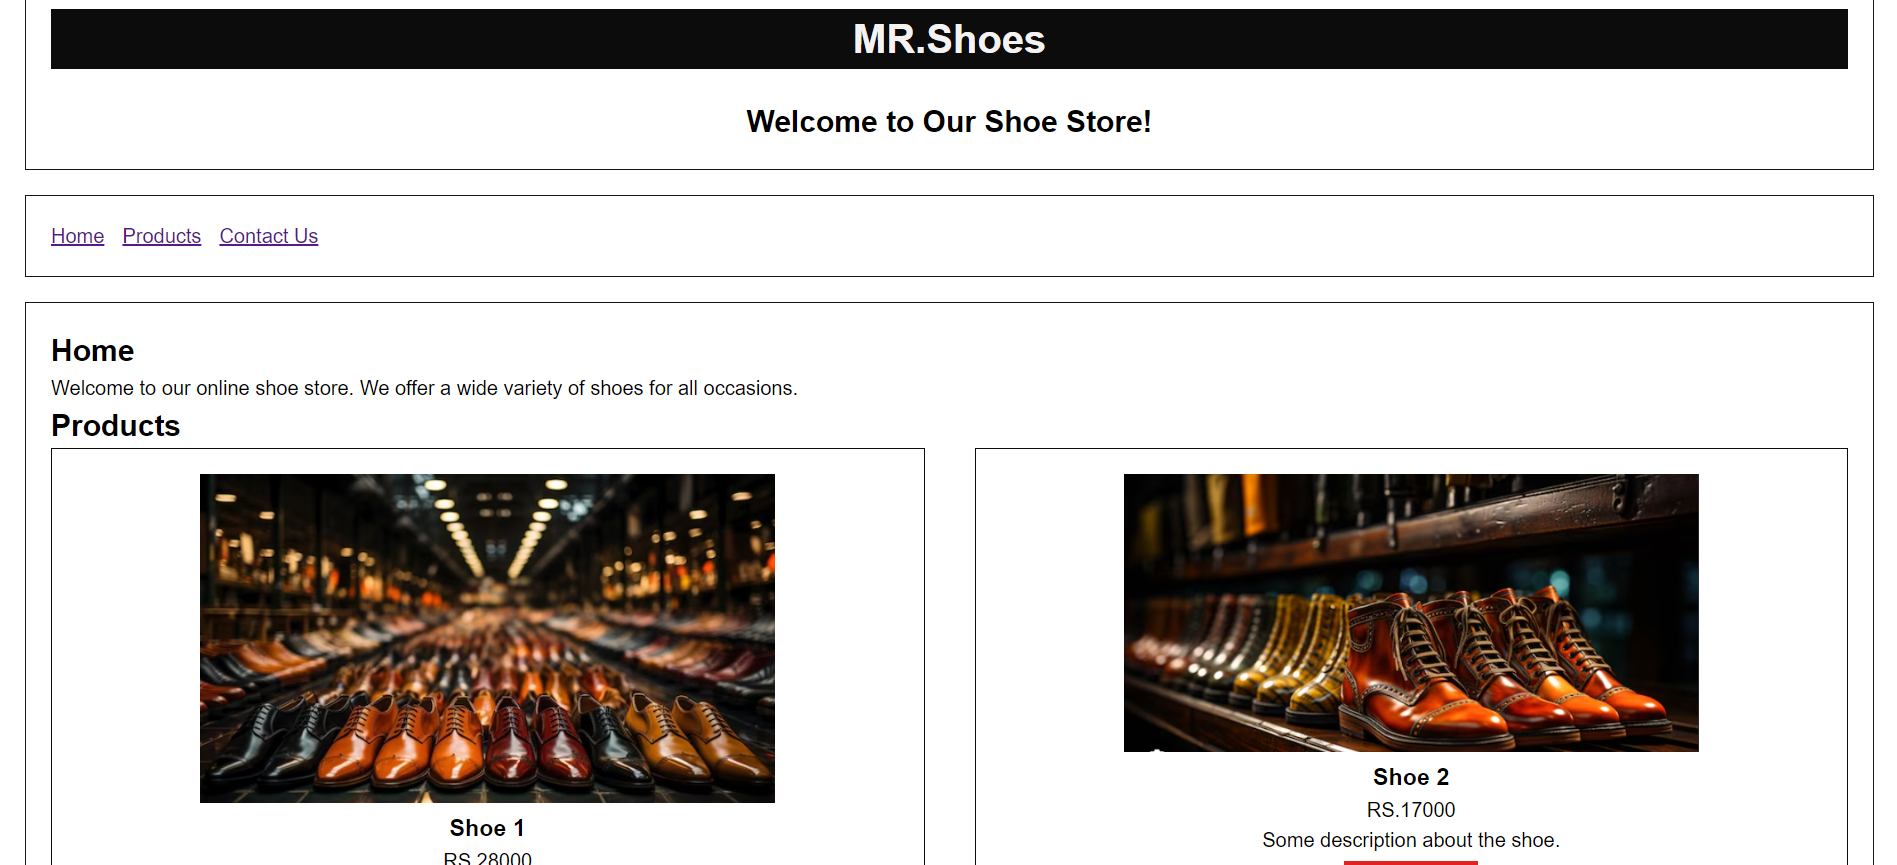 MR.Shoes
Welcome to Our Shoe Store!
Home Products Contact Us
Home
Welcome to our online shoe store. We offer a wide variety of shoes for all occasions.
Products
Shoe 1
RS.28000
Shoe 2
RS.17000
Some description about the shoe.